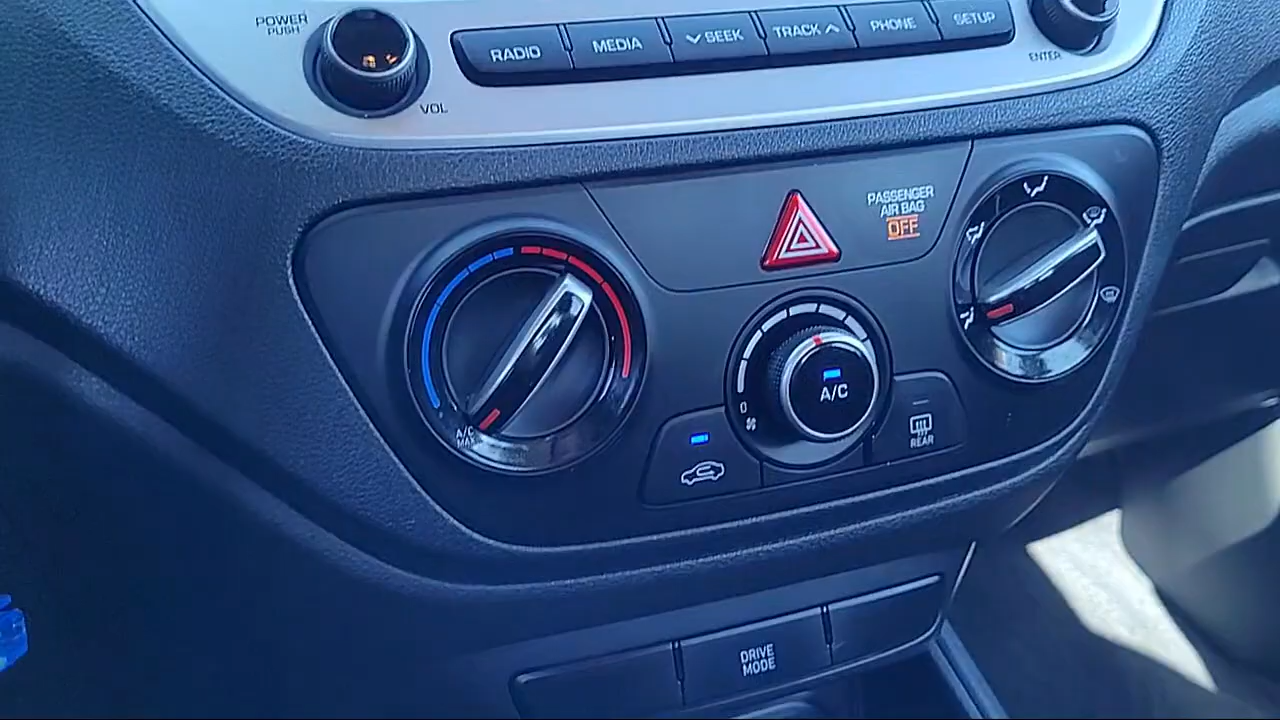 POWER
PUSH
VOL
RADIO
MEDIA
SEEK
TRACK
PHONE
SETUP
ENTER
PASSENGER
AIR BAG
OFF
A/C
MAX
0
A/C
REAR
DRIVE
MODE